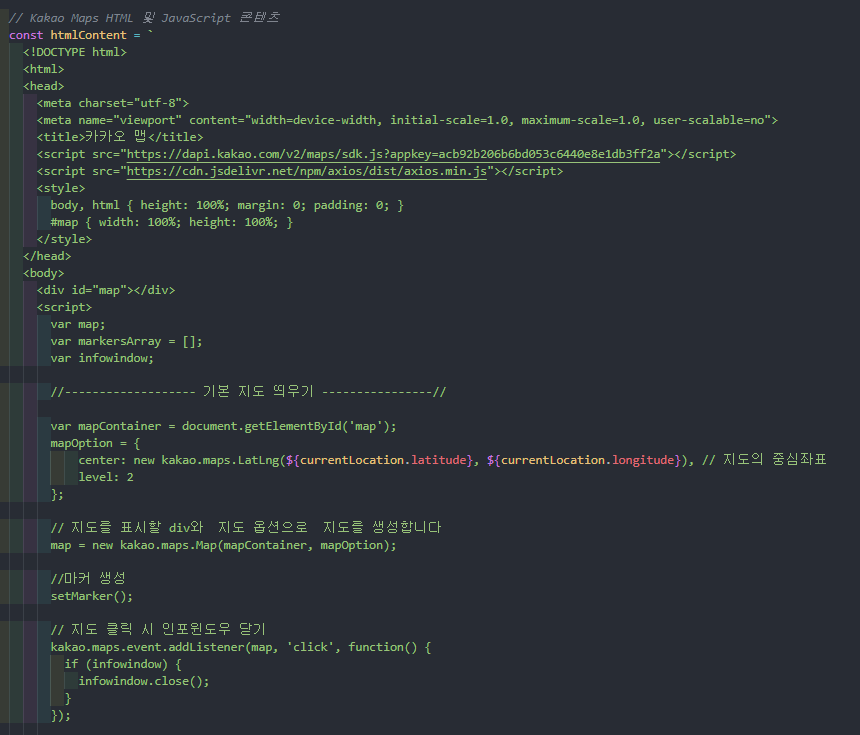 // Kakao Maps HTML 및 JavaScript 콘텐츠
const htmlContent = `
<!DOCTYPE html>
<html>
<head>
<meta charset="utf-8">
<meta name="viewport" content="width=device-width, initial-scale=1.0, maximum-scale=1.0, user-scalable=no">
<title>카카오 맵</title>
<script src="https://dapi.kakao.com/v2/maps/sdk.js?appkey=acb92b206b6bd053c6440e8e1db3ff2a"></script>
<script src="https://cdn.jsdelivr.net/npm/axios/dist/axios.min.js"></script>
<style>
body, html { height: 100%; margin: 0; padding: 0; }
#map { width: 100%; height: 100%; }
</style>
</head>
<body>
<div id="map"></div>
<script>
var map;
var markersArray = [];
var infowindow;
//------------------- 기본 지도 띄우기 ----------------//
var mapContainer = document.getElementById('map');
mapOption = {
center: new kakao.maps.LatLng(${currentLocation.latitude}, ${currentLocation.longitude}), // 지도의 중심좌표
level: 2
};
// 지도를 표시할 div와  지도 옵션으로  지도를 생성합니다
map = new kakao.maps.Map(mapContainer, mapOption);
//마커 생성
setMarker();
// 지도 클릭 시 인포윈도우 닫기
kakao.maps.event.addListener(map, 'click', function() {
if (infowindow) {
infowindow.close();
}
});